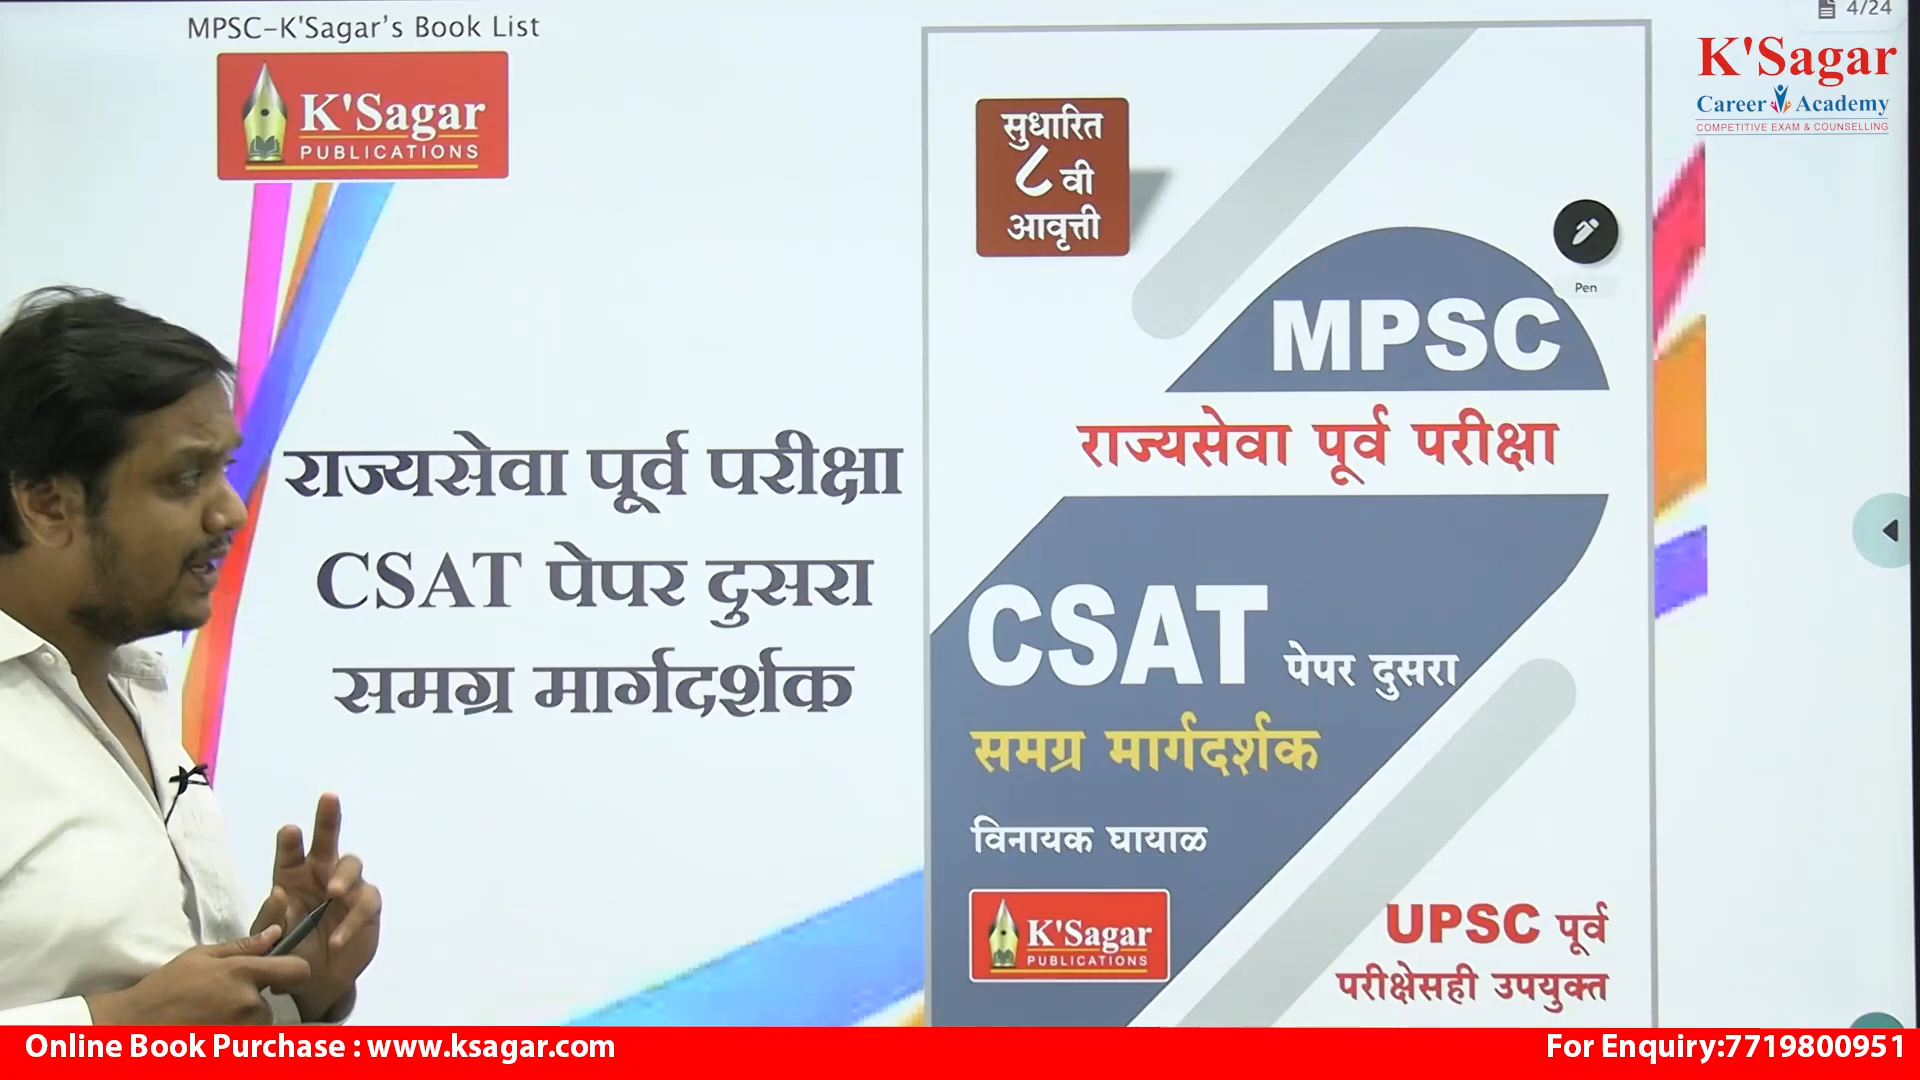 MPSC-K'Sagar's Book List
K'Sagar
PUBLICATIONS
राज्यसेवा पूर्व परीक्षा
CSAT पेपर दुसरा
समग्र मार्गदर्शक
सुधारित
८ वी
आवृत्ती
MPSC
राज्यसेवा पूर्व परीक्षा
CSAT पेपर दुसरा
समग्र मार्गदर्शक
विनायक घायाळ
K'Sagar
PUBLICATIONS
UPSC पूर्व
परीक्षेसही उपयुक्त
Pen
4/24
K'Sagar
Career Academy
COMPETITIVE EXAM & COUNSELLING
Online Book Purchase : www.ksagar.com
For Enquiry:7719800951